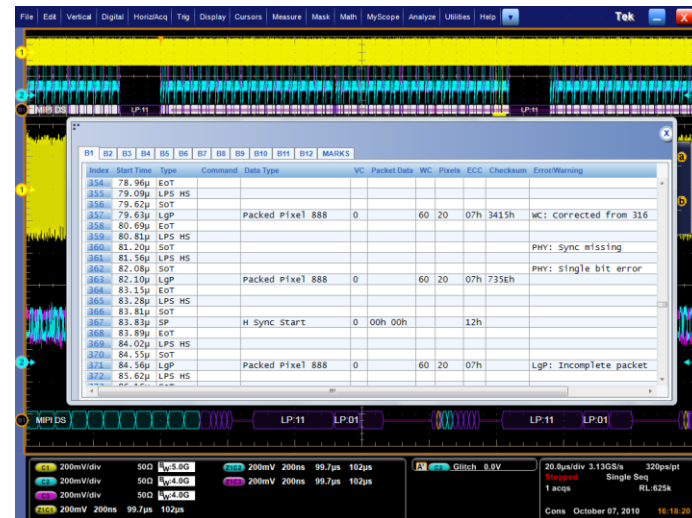 File Edit Vertical Digital Horiz/Acq Trig Display Cursors Measure Mask Math MyScope Analyze Utilities Help Tek X
1
2
B1 MIPI DS LP:11 LP:11
X
B1 B2 B3 B4 B5 B6 B7 B8 B9 B10 B11 B12 MARKS
Index Start Time Type Command Data Type VC Packet Data WC Pixels ECC Checksum Error/Warning
354 78.96µ EoT
355 79.09µ LPS HS
356 79.62µ SoT
357 79.63µ LgP Packed Pixel 888 0 60 20 07h 3415h WC: Corrected from 316
358 80.69µ EoT
359 80.81µ LPS HS
360 81.20µ SoT PHY: Sync missing
361 81.56µ LPS HS
362 82.08µ SoT PHY: Single bit error
363 82.10µ LgP Packed Pixel 888 0 60 20 07h 735Eh
364 83.15µ EoT
365 83.28µ LPS HS
366 83.81µ SoT
367 83.83µ SP H Sync Start 0 00h 00h 12h
368 83.89µ EoT
369 84.02µ LPS HS
370 84.55µ SoT
371 84.56µ LgP Packed Pixel 888 0 60 20 07h LgP: Incomplete packet
372 85.62µ LPS HS
1
a
b
2
MIPI DS LP:11 LP:01 LP:11 LP:01
C1 200mV/div 50Ω BW:5.0G Z1C2 200mV 200ns 99.7µs 102µs A' C2 Glitch 0.0V 20.0µs/div 3.13GS/s 320ps/pt
C2 200mV/div 50Ω BW:4.0G Z1C3 200mV 200ns 99.7µs 102µs Stopped Single Seq
C3 200mV/div 50Ω BW:4.0G 1 acqs RL:625k
Z1C1 200mV 200ns 99.7µs 102µs Cons October 07, 2010 16:18:20